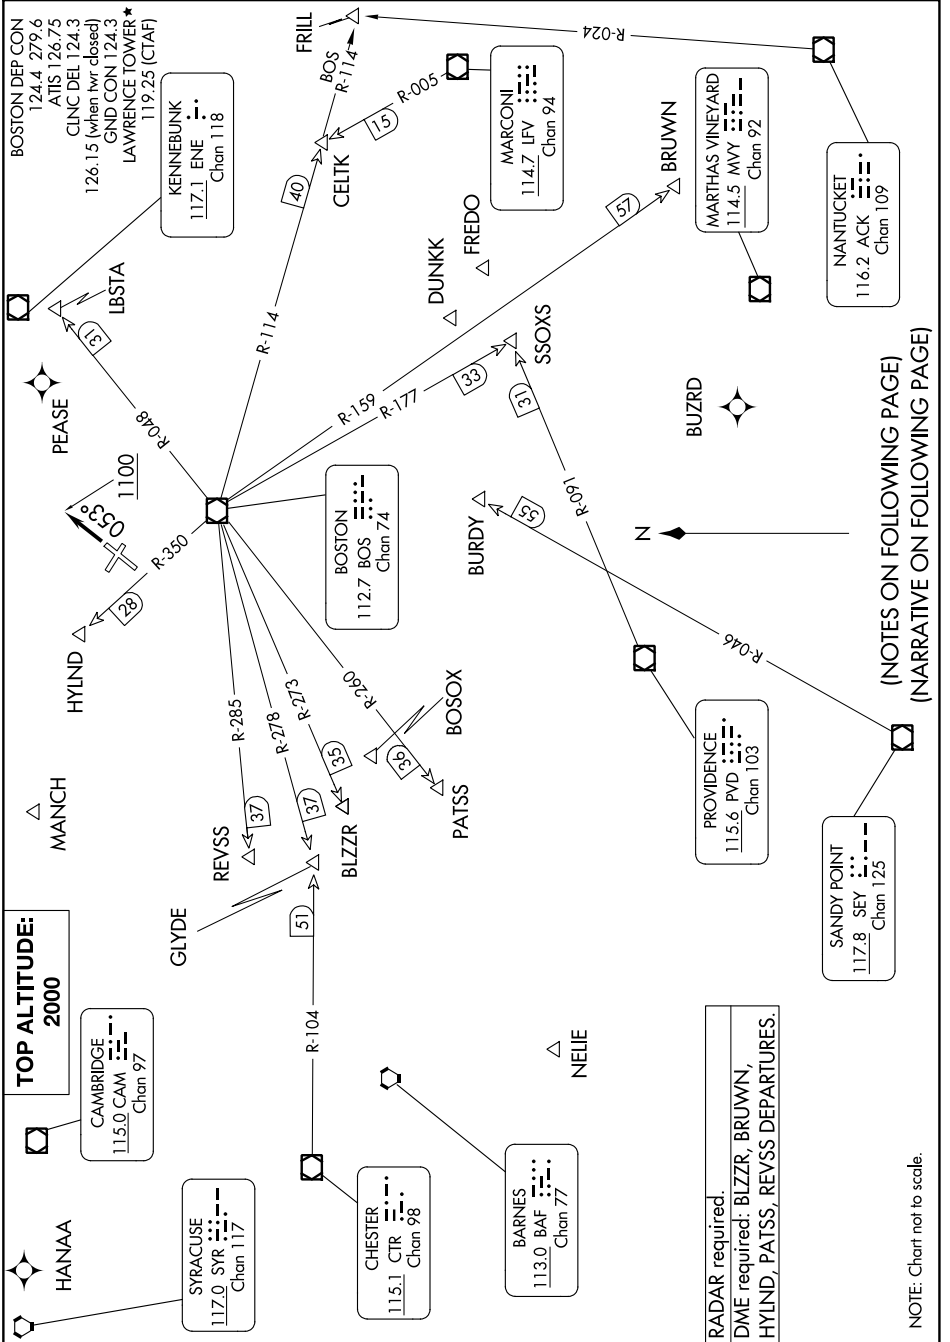 BOSTON DEP CON
124.4 279.6
ATIS 126.75
CLNC DEL 124.3
126.15 (when twr closed)
GND CON 124.3
LAWRENCE TOWER★
119.25 (CTAF)
TOP ALTITUDE:
2000
HANAA
SYRACUSE
117.0 SYR
Chan 117
CAMBRIDGE
115.0 CAM
Chan 97
MANCH
HYLND
PEASE
LBSTA
KENNEBUNK
117.1 ENE
Chan 118
FRILL
053°
1100
R-048
31
R-350
28
R-114
40
BOS
R-114
CELTK
R-005
15
MARCONI
114.7 LFV
Chan 94
R-024
GLYDE
REVSS
R-285
37
R-278
37
R-273
35
BLZZR
R-260
36
PATSS
BOSOX
BOSTON
112.7 BOS
Chan 74
R-159
57
R-177
33
DUNKK
FREDO
SSOXS
BRUWN
MARTHAS VINEYARD
114.5 MVY
Chan 92
NANTUCKET
116.2 ACK
Chan 109
R-104
51
CHESTER
115.1 CTR
Chan 98
BARNES
113.0 BAF
Chan 77
NELIE
BURDY
55
R-091
31
R-046
N
BUZRD
PROVIDENCE
115.6 PVD
Chan 103
SANDY POINT
117.8 SEY
Chan 125
RADAR required.
DME required: BLZZR, BRUWN,
HYLND, PATSS, REVSS DEPARTURES.
(NOTES ON FOLLOWING PAGE)
(NARRATIVE ON FOLLOWING PAGE)
NOTE: Chart not to scale.